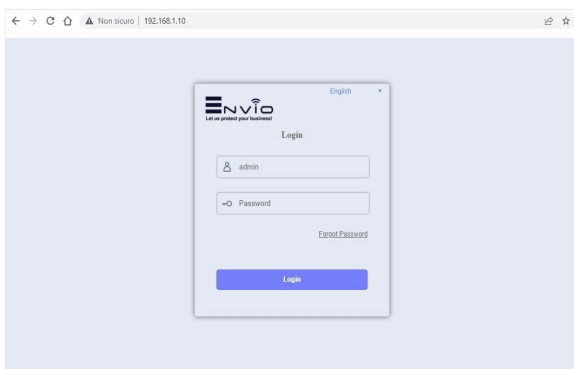 Non sicuro | 192.168.1.10
English
ENVIO
Let us protect your business!
Login
admin
Password
Forgot Password
Login